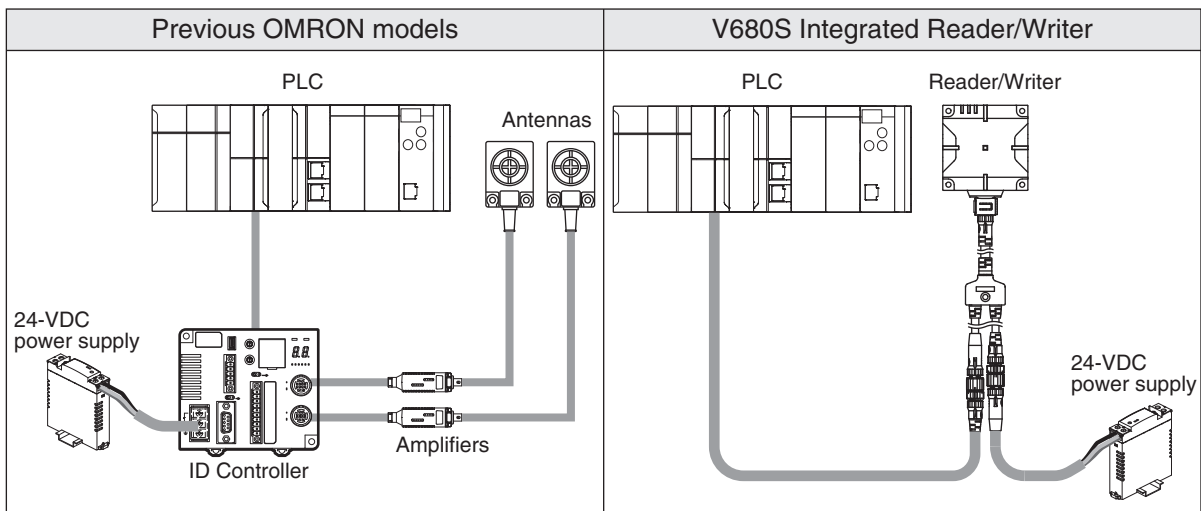 Previous OMRON models
V680S Integrated Reader/Writer
PLC
Antennas
24-VDC
power supply
Amplifiers
ID Controller
PLC
Reader/Writer
24-VDC
power supply